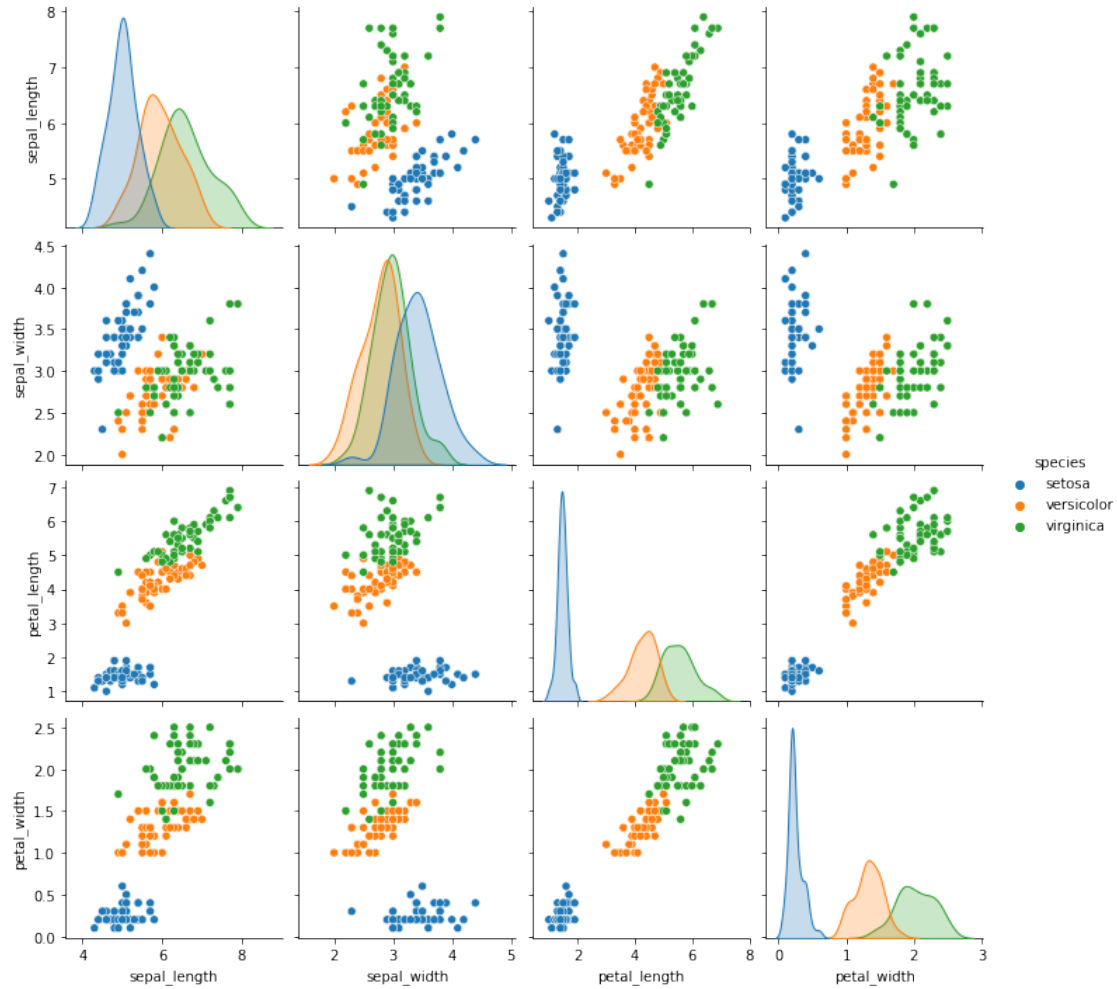 8
7
6
5
sepal_length
4.5
4.0
3.5
3.0
2.5
2.0
sepal_width
species
setosa
versicolor
virginica
7
6
5
4
3
2
1
petal_length
2.5
2.0
1.5
1.0
0.5
0.0
petal_width
4 6 8 2 3 4 5 2 4 6 8 0 1 2 3
sepal_length sepal_width petal_length petal_width